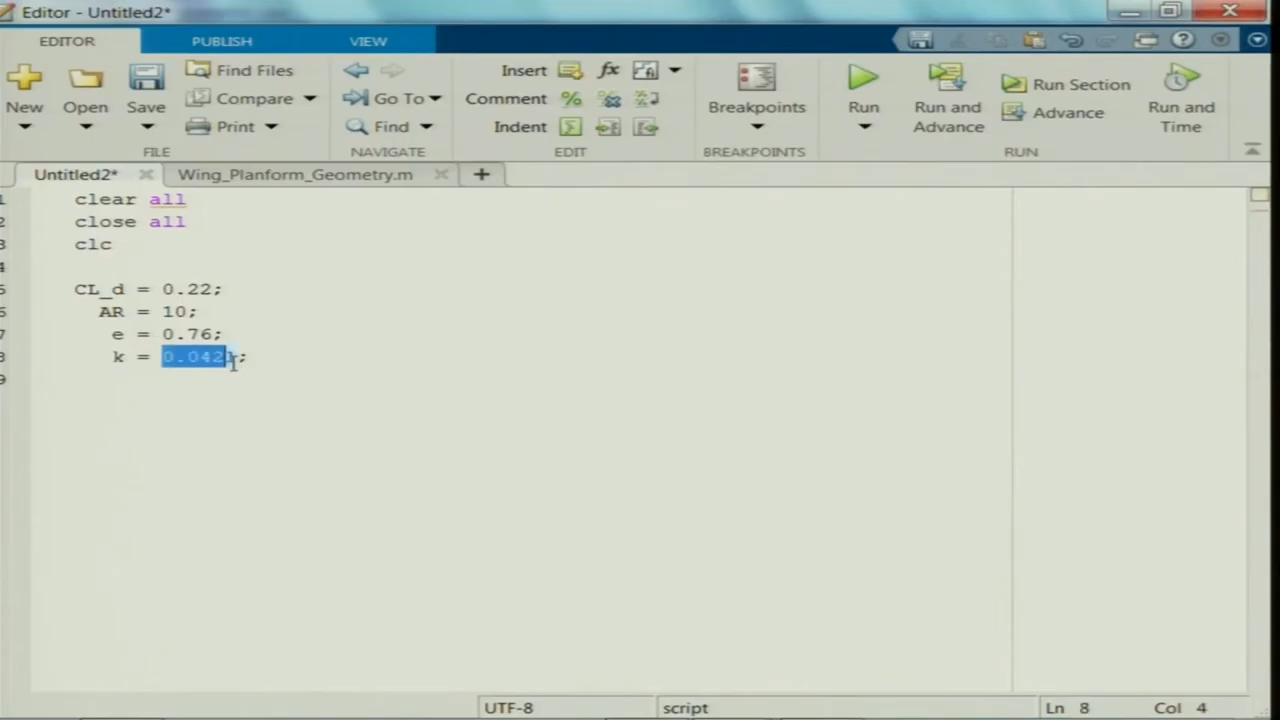 Editor - Untitled2*
EDITOR PUBLISH VIEW
New Open Save Find Files Compare Print
FILE
Go To Find
NAVIGATE
Insert fx
Comment
Indent
EDIT
Breakpoints
BREAKPOINTS
Run Run and Advance Run Section Advance Run and Time
RUN
Untitled2* Wing_Planform_Geometry.m
1 clear all
2 close all
3 clc
4
5 CL_d = 0.22;
6 AR = 10;
7 e = 0.76;
8 k = 0.0421;
9
UTF-8 script Ln 8 Col 4